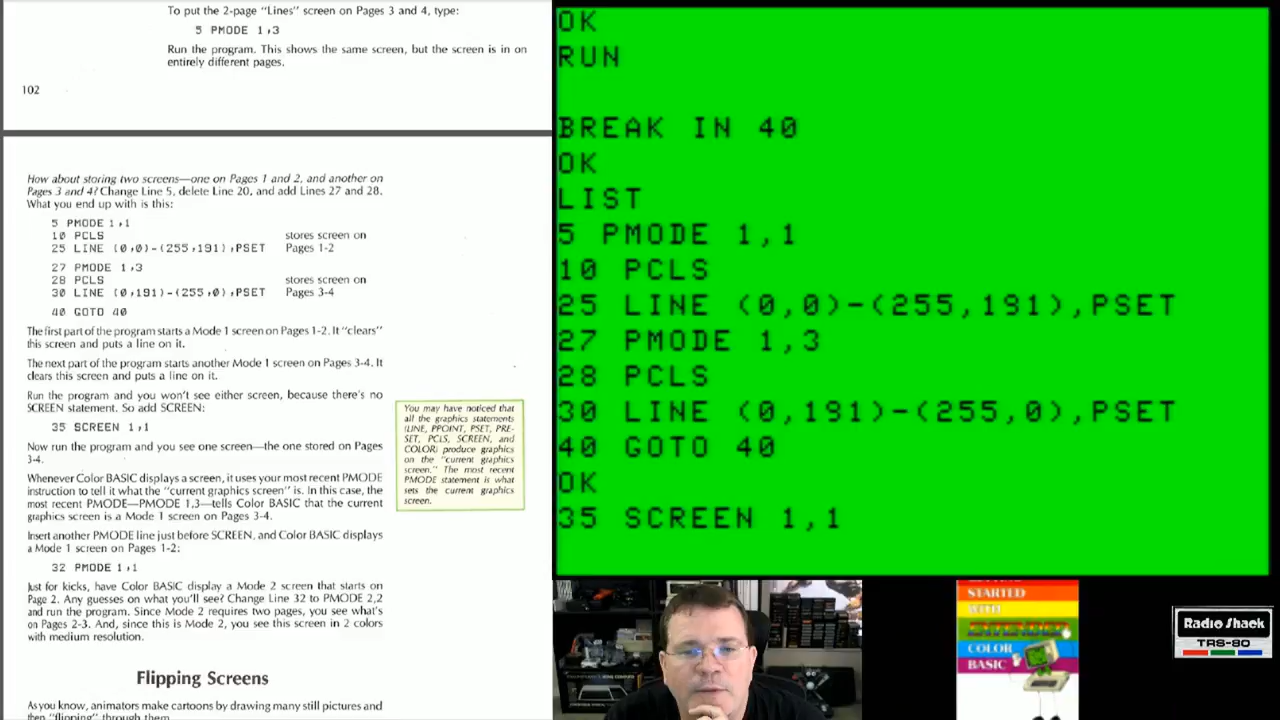 To put the 2-page "Lines" screen on Pages 3 and 4, type:
5 PMODE 1,3
Run the program. This shows the same screen, but the screen is in on
entirely different pages.
102
How about storing two screens—one on Pages 1 and 2, and another on
Pages 3 and 4? Change Line 5, delete Line 20, and add Lines 27 and 28.
What you end up with is this:
5 PMODE 1,1
10 PCLS stores screen on
25 LINE (0,0)-(255,191),PSET Pages 1-2
27 PMODE 1,3
28 PCLS stores screen on
30 LINE (0,191)-(255,0),PSET Pages 3-4
40 GOTO 40
The first part of the program starts a Mode 1 screen on Pages 1-2. It "clears"
this screen and puts a line on it.
The next part of the program starts another Mode 1 screen on Pages 3-4. It
clears this screen and puts a line on it.
Run the program and you won't see either screen, because there's no
SCREEN statement. So add SCREEN:
35 SCREEN 1,1
Now run the program and you see one screen—the one stored on Pages
3-4.
Whenever Color BASIC displays a screen, it uses your most recent PMODE
instruction to tell it what the "current graphics screen" is. In this case, the
most recent PMODE—PMODE 1,3—tells Color BASIC that the current
graphics screen is a Mode 1 screen on Pages 3-4.
Insert another PMODE line just before SCREEN, and Color BASIC displays
a Mode 1 screen on Pages 1-2:
32 PMODE 1,1
Just for kicks, have Color BASIC display a Mode 2 screen that starts on
Page 2. Any guesses on what you'll see? Change Line 32 to PMODE 2,2
and run the program. Since Mode 2 requires two pages, you see what's
on Pages 2-3. And, since this is Mode 2, you see this screen in 2 colors
with medium resolution.
Flipping Screens
As you know, animators make cartoons by drawing many still pictures and
then "flipping" through them.
You may have noticed that
all the graphics statements
(LINE, PPOINT, PSET, PRE-
SET, PCLS, SCREEN, and
COLOR) produce graphics
on the "current graphics
screen." The most recent
PMODE statement is what
sets the current graphics
screen.
OK
RUN
BREAK IN 40
OK
LIST
5 PMODE 1,1
10 PCLS
25 LINE (0,0)-(255,191),PSET
27 PMODE 1,3
28 PCLS
30 LINE (0,191)-(255,0),PSET
40 GOTO 40
OK
35 SCREEN 1,1
STARTED
WITH
EXTENDED
COLOR
BASIC
Radio Shack
TRS-80